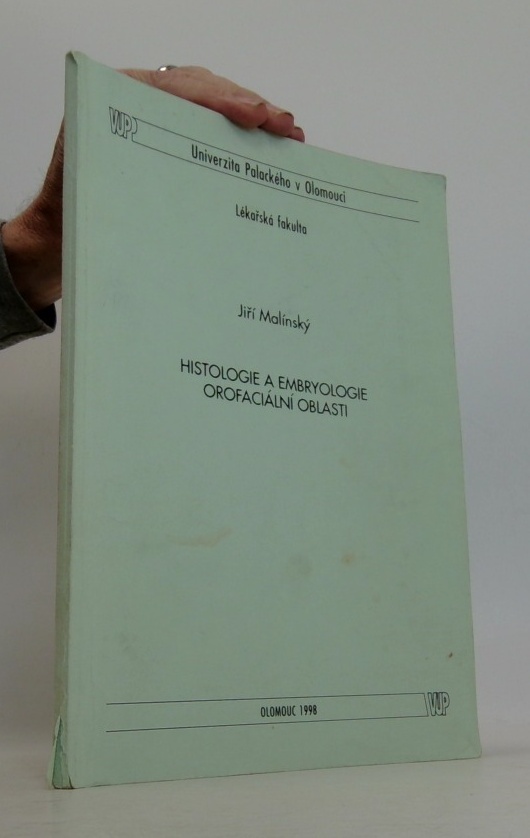 VUP
Univerzita Palackého v Olomouci
Lékařská fakulta
Jiří Malínský
HISTOLOGIE A EMBRYOLOGIE
OROFACIÁLNÍ OBLASTI
OLOMOUC 1998
VUP